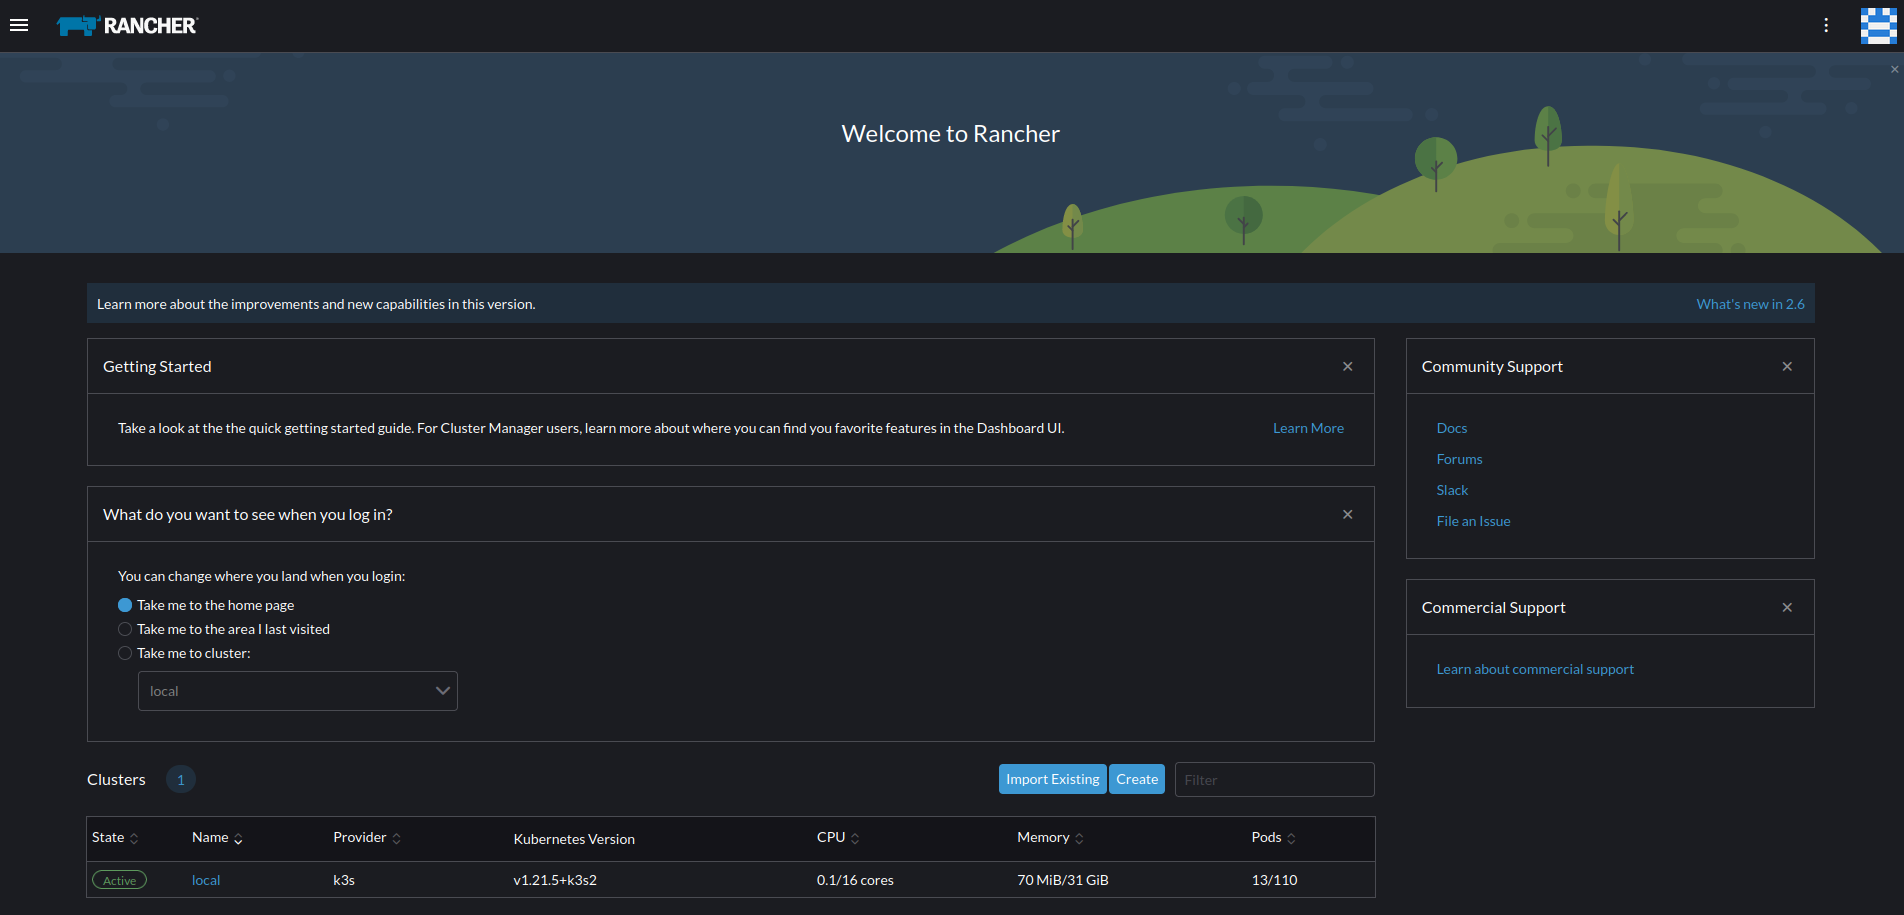 RANCHER
Welcome to Rancher
Learn more about the improvements and new capabilities in this version.
What's new in 2.6
Getting Started
Take a look at the the quick getting started guide. For Cluster Manager users, learn more about where you can find you favorite features in the Dashboard UI.
Learn More
What do you want to see when you log in?
You can change where you land when you login:
Take me to the home page
Take me to the area I last visited
Take me to cluster:
local
Community Support
Docs
Forums
Slack
File an Issue
Commercial Support
Learn about commercial support
Clusters 1
Import Existing Create Filter
State Name Provider Kubernetes Version CPU Memory Pods
Active local k3s v1.21.5+k3s2 0.1/16 cores 70 MiB/31 GiB 13/110